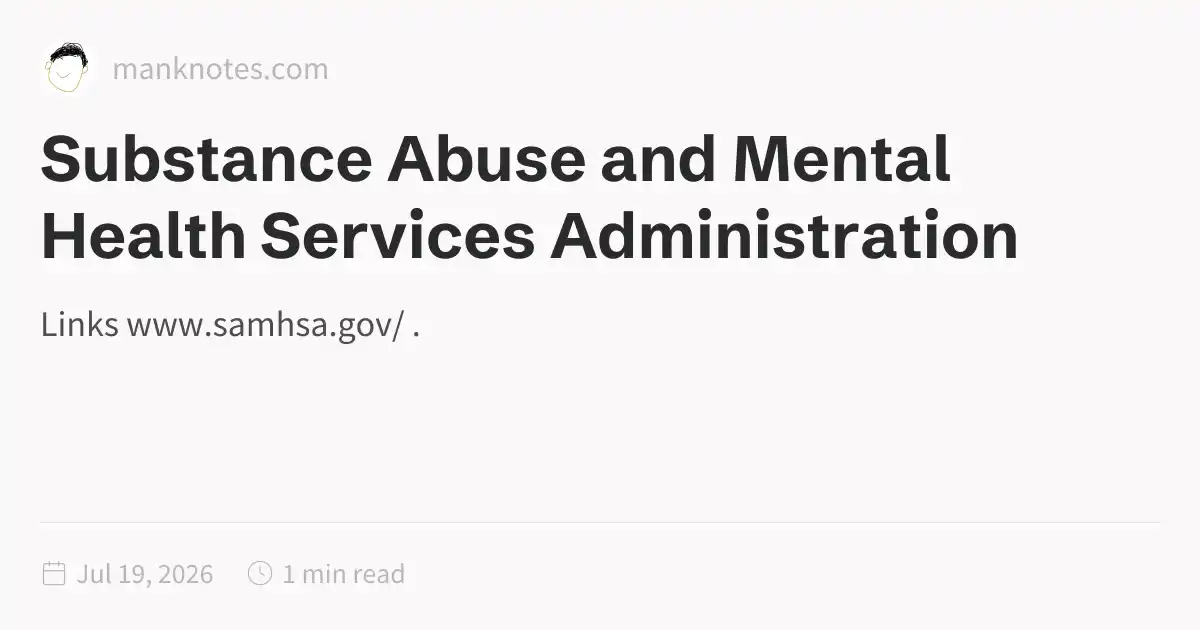 manknotes.com
Substance Abuse and Mental
Health Services Administration
Links www.samhsa.gov/ .
Jul 19, 2026 1 min read